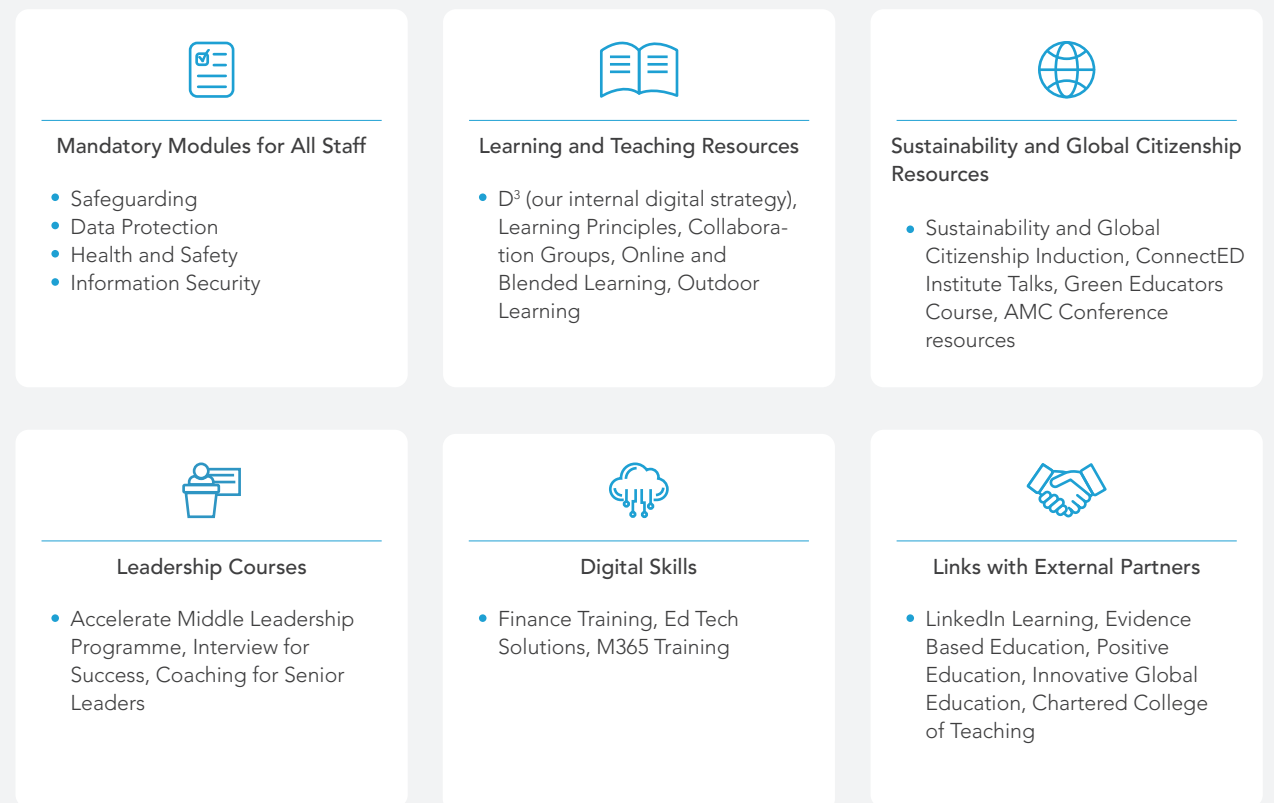 Mandatory Modules for All Staff
• Safeguarding
• Data Protection
• Health and Safety
• Information Security
Learning and Teaching Resources
• D³ (our internal digital strategy),
Learning Principles, Collabora-
tion Groups, Online and
Blended Learning, Outdoor
Learning
Sustainability and Global Citizenship
Resources
• Sustainability and Global
Citizenship Induction, ConnectED
Institute Talks, Green Educators
Course, AMC Conference
resources
Leadership Courses
• Accelerate Middle Leadership
Programme, Interview for
Success, Coaching for Senior
Leaders
Digital Skills
• Finance Training, Ed Tech
Solutions, M365 Training
Links with External Partners
• LinkedIn Learning, Evidence
Based Education, Positive
Education, Innovative Global
Education, Chartered College
of Teaching